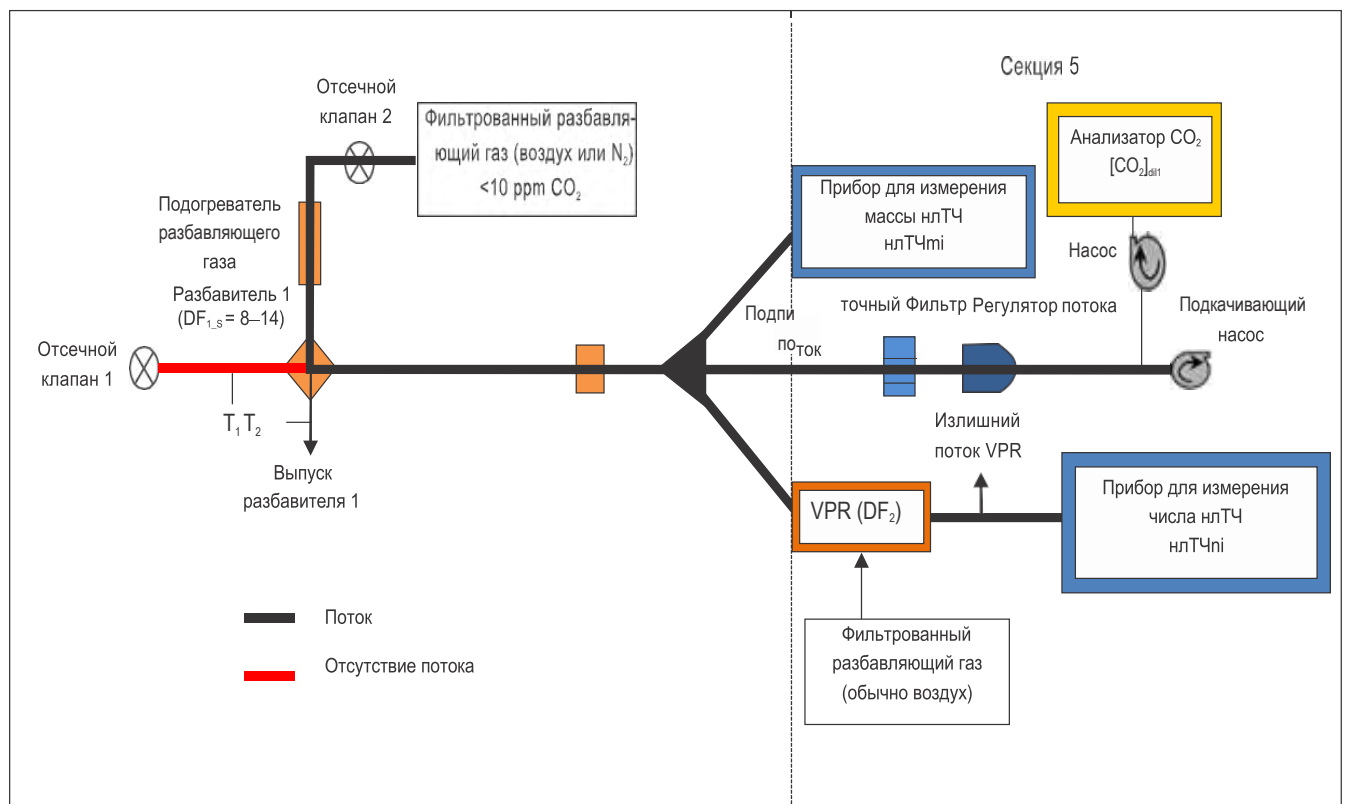 Секция 5
Отсечной
клапан 2
Фильтрованный разбавля-
ющий газ (воздух или N₂)
<10 ppm CO₂
Анализатор CO₂
[CO₂]dil1
Прибор для измерения
массы нлТЧ
нлТЧmi
Подогреватель
разбавляющего
газа
Насос
Разбавитель 1
(DF1_S = 8–14)
Подпи
по ток
точный Фильтр Регулятор потока
Подкачивающий
насос
Отсечной
клапан 1
T₁ T₂
Выпуск
разбавителя 1
Излишний
поток VPR
VPR (DF₂)
Прибор для измерения
числа нлТЧ
нлТЧni
Поток
Отсутствие потока
Фильтрованный
разбавляющий газ
(обычно воздух)